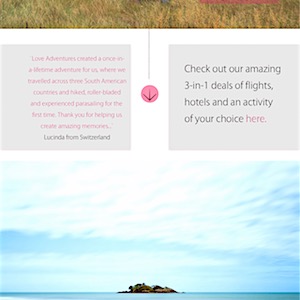 "Love Adventures created a once-in-
a-lifetime adventure for us, where we
travelled across three South American
countries and hiked, roller-bladed
and experienced parasailing for the
first time. Thank you for helping us
create amazing memories..."
Lucinda from Switzerland
Check out our amazing
3-in-1 deals of flights,
hotels and an activity
of your choice here.